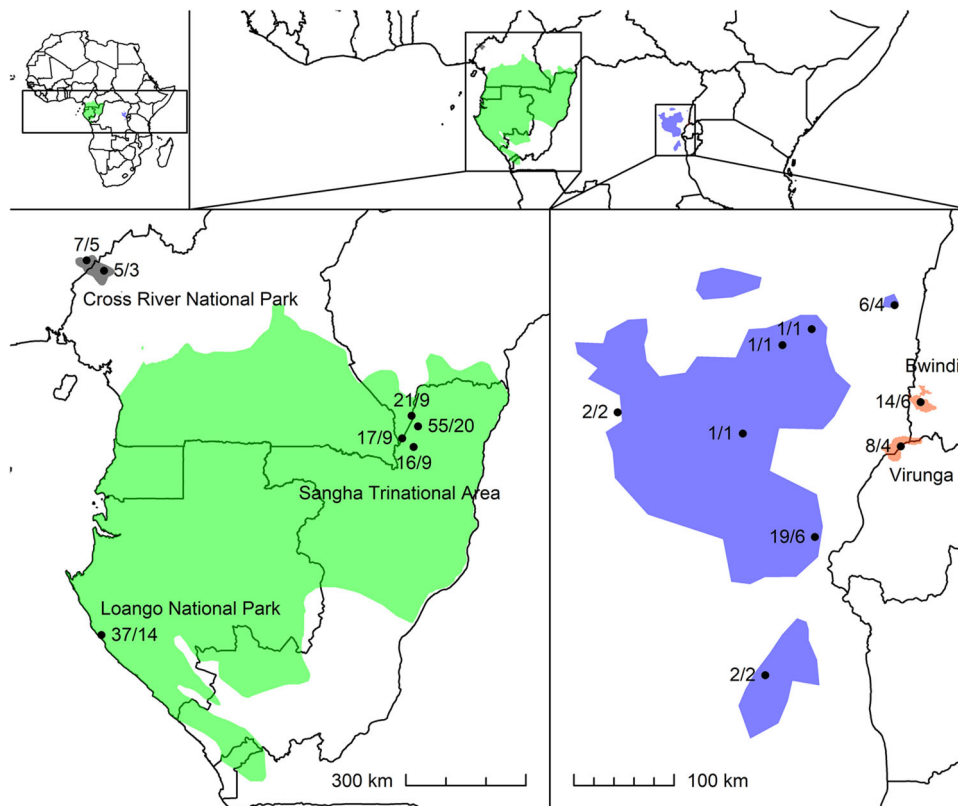 7/5
5/3
Cross River National Park
21/9
55/20
17/9
16/9
Sangha Trinational Area
Loango National Park
37/14
300 km
6/4
1/1
1/1
Bwindi
14/6
2/2
1/1
8/4
Virunga
19/6
2/2
100 km